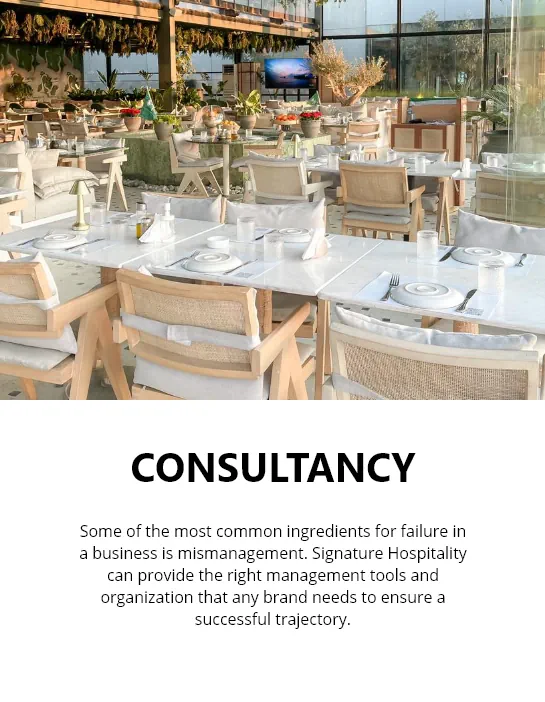 CONSULTANCY
Some of the most common ingredients for failure in
a business is mismanagement. Signature Hospitality
can provide the right management tools and
organization that any brand needs to ensure a
successful trajectory.